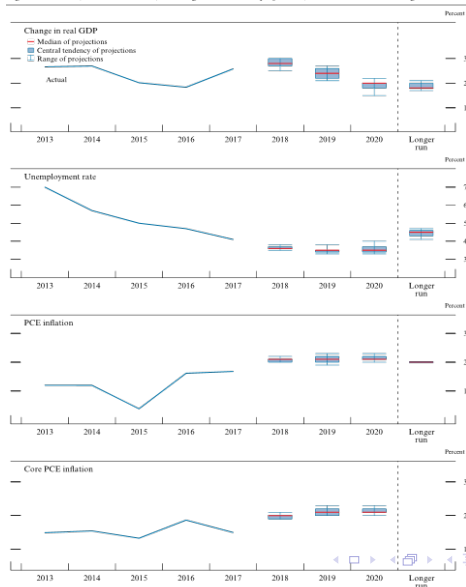 Percent
Change in real GDP
Median of projections
Central tendency of projections
Range of projections
Actual
3
2
1
2013 2014 2015 2016 2017 2018 2019 2020 Longer run
Percent
Unemployment rate
7
6
5
4
3
2013 2014 2015 2016 2017 2018 2019 2020 Longer run
Percent
PCE inflation
3
2
1
2013 2014 2015 2016 2017 2018 2019 2020 Longer run
Percent
Core PCE inflation
3
2
1
2013 2014 2015 2016 2017 2018 2019 2020 Longer run